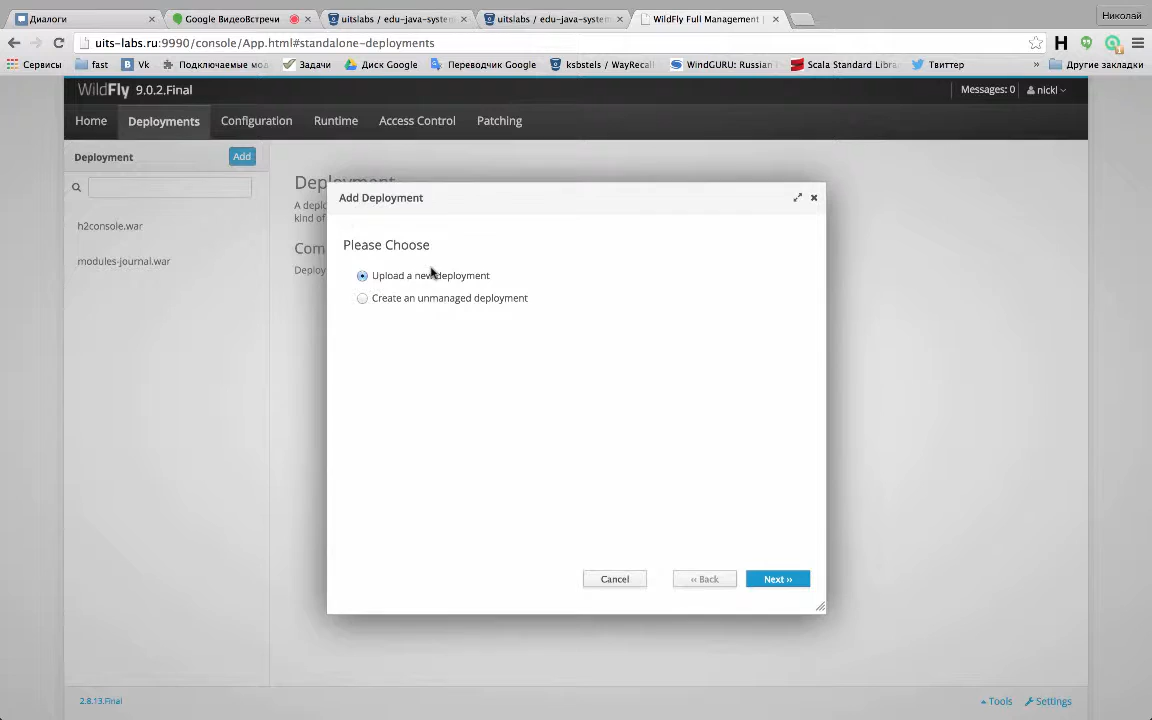 Диалоги
Google ВидеоВстречи
uitslabs / edu-java-system
uitslabs / edu-java-system
WildFly Full Management
Николай
uits-labs.ru:9990/console/App.html#standalone-deployments
Сервисы
fast
Vk
Подключаемые мод
Задачи
Диск Google
Переводчик Google
ksbstels / WayRecall
WindGURU: Russian
Scala Standard Libra
Твиттер
»
Другие закладки
WildFly 9.0.2.Final
Messages: 0
nickl
Home
Deployments
Configuration
Runtime
Access Control
Patching
Deployment
Add
h2console.war
modules-journal.war
A deplo
kind of
Com
Deploy
Add Deployment
Please Choose
Upload a new deployment
Create an unmanaged deployment
Cancel
‹‹ Back
Next ››
2.8.13.Final
Tools
Settings